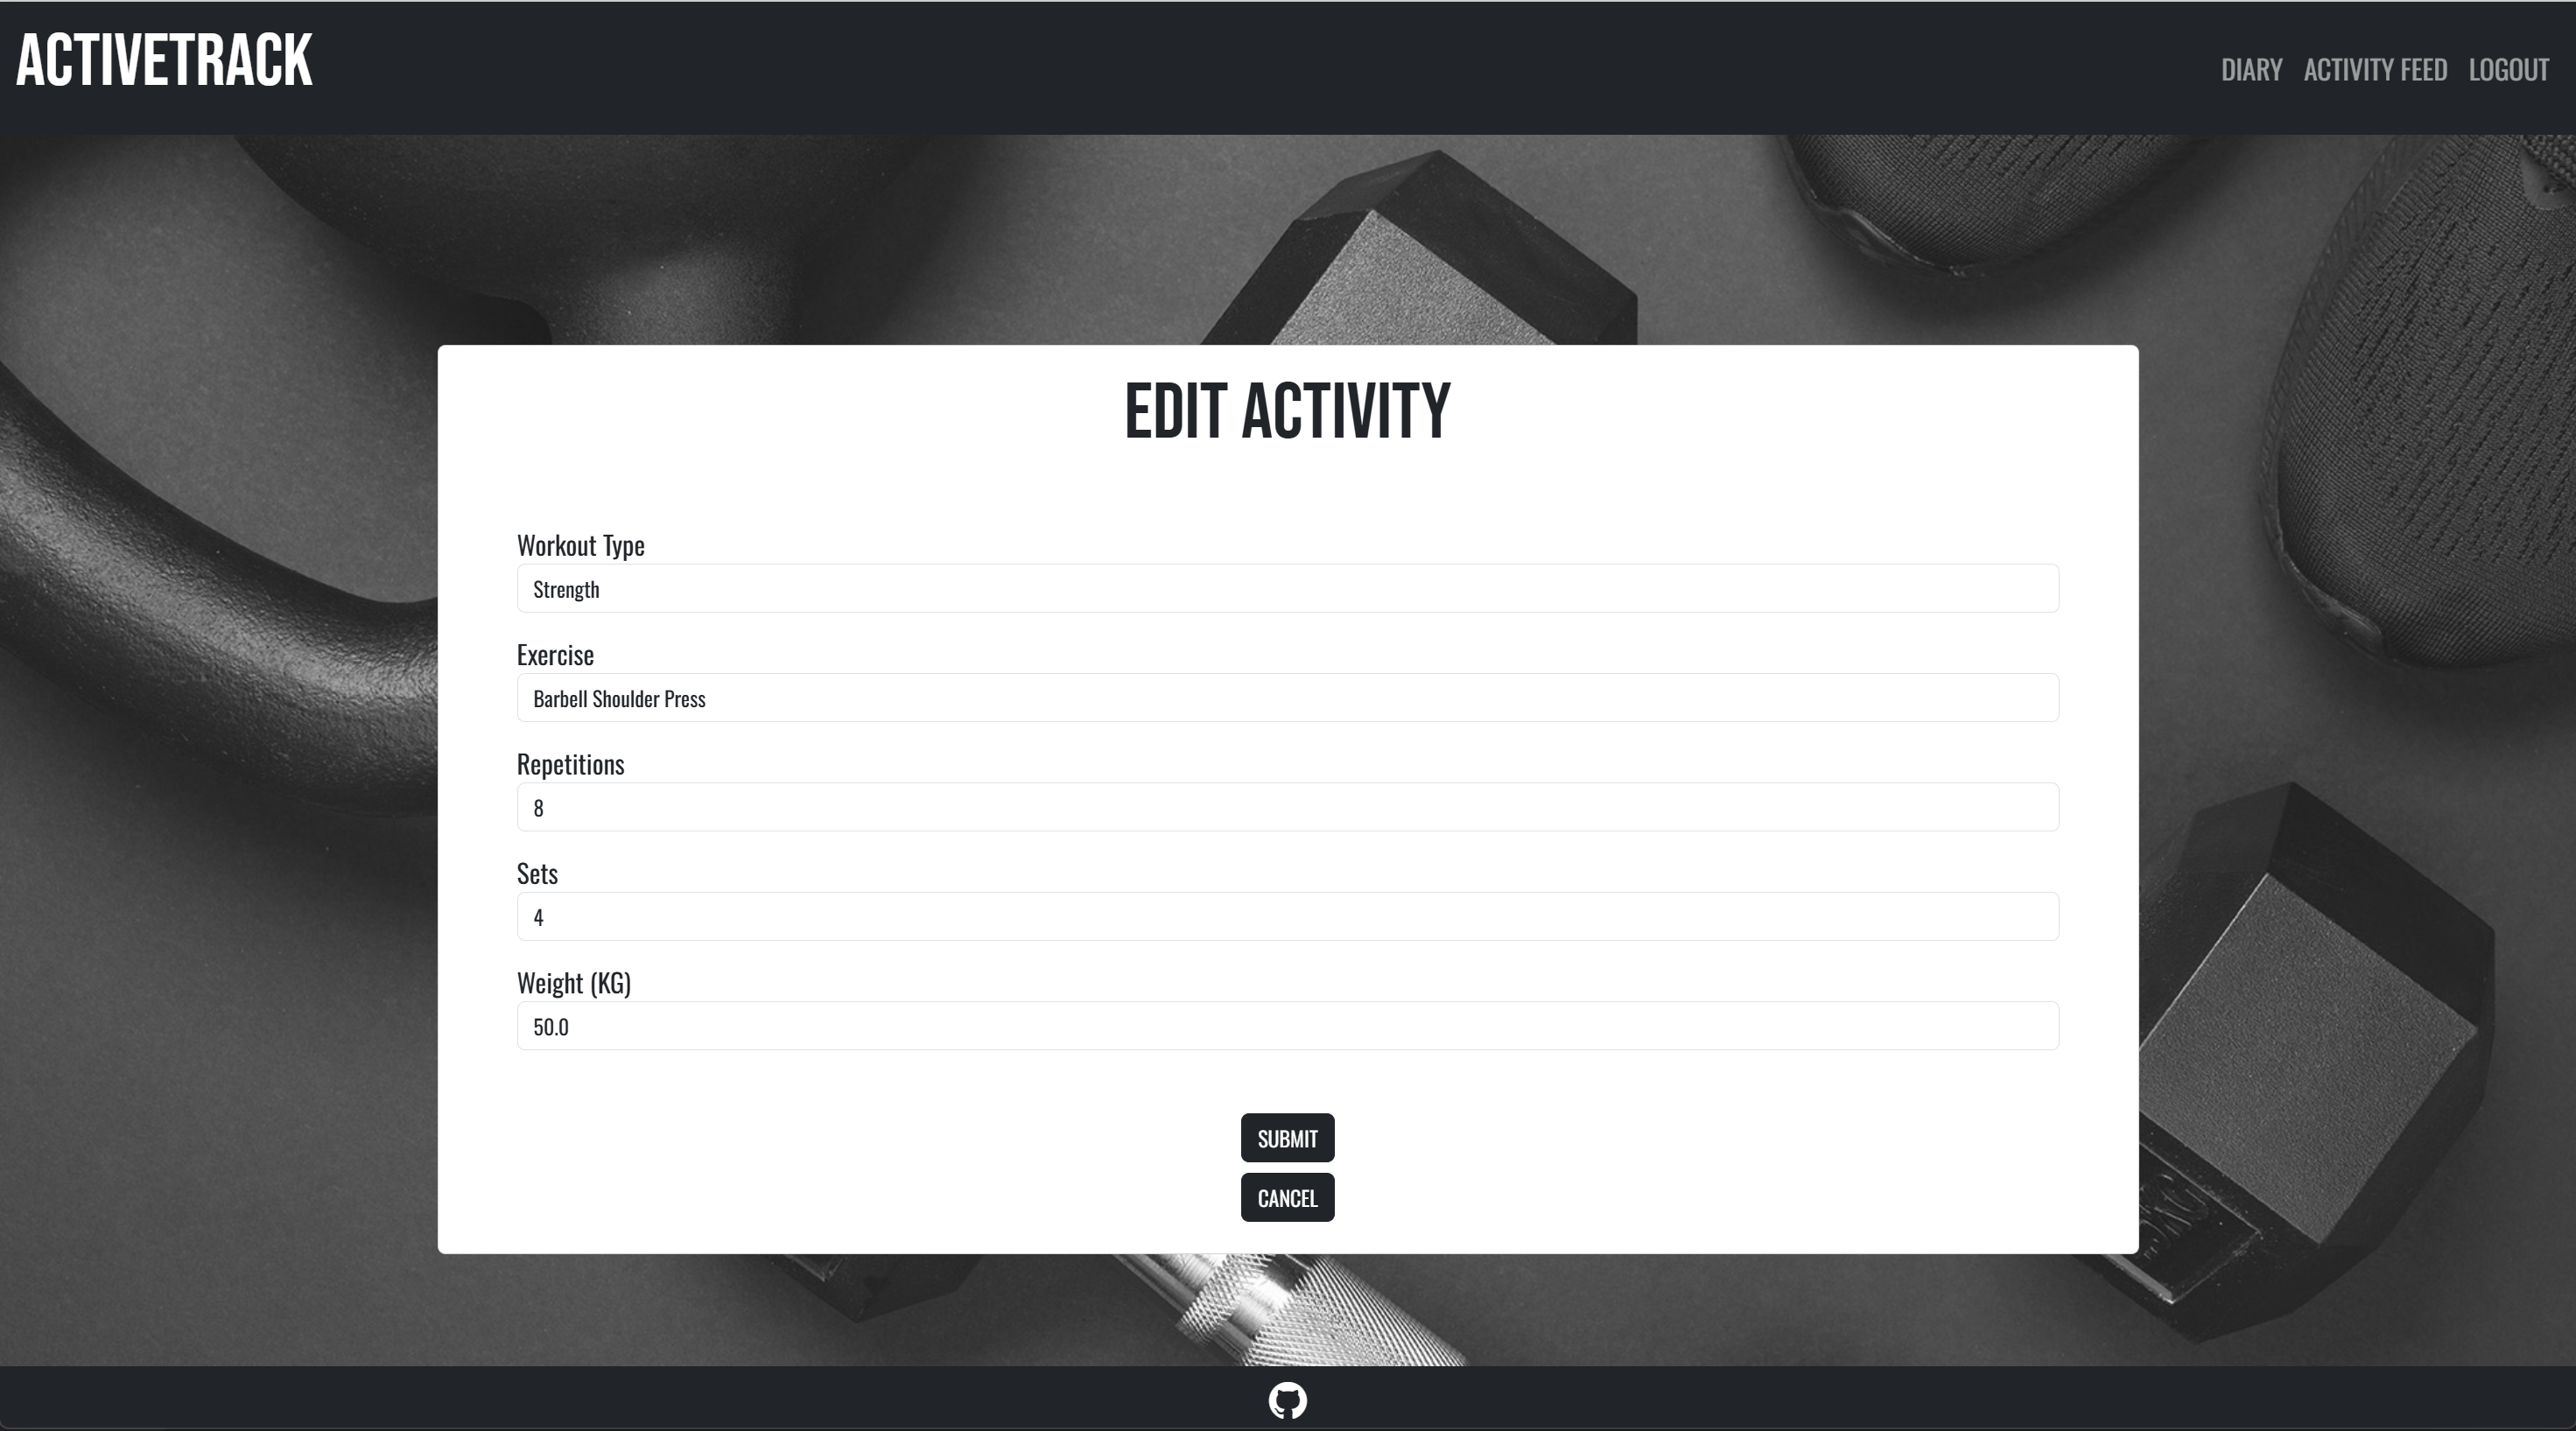 ACTIVETRACK
DIARY ACTIVITY FEED LOGOUT
EDIT ACTIVITY
Workout Type
Strength
Exercise
Barbell Shoulder Press
Repetitions
8
Sets
4
Weight (KG)
50.0
SUBMIT
CANCEL